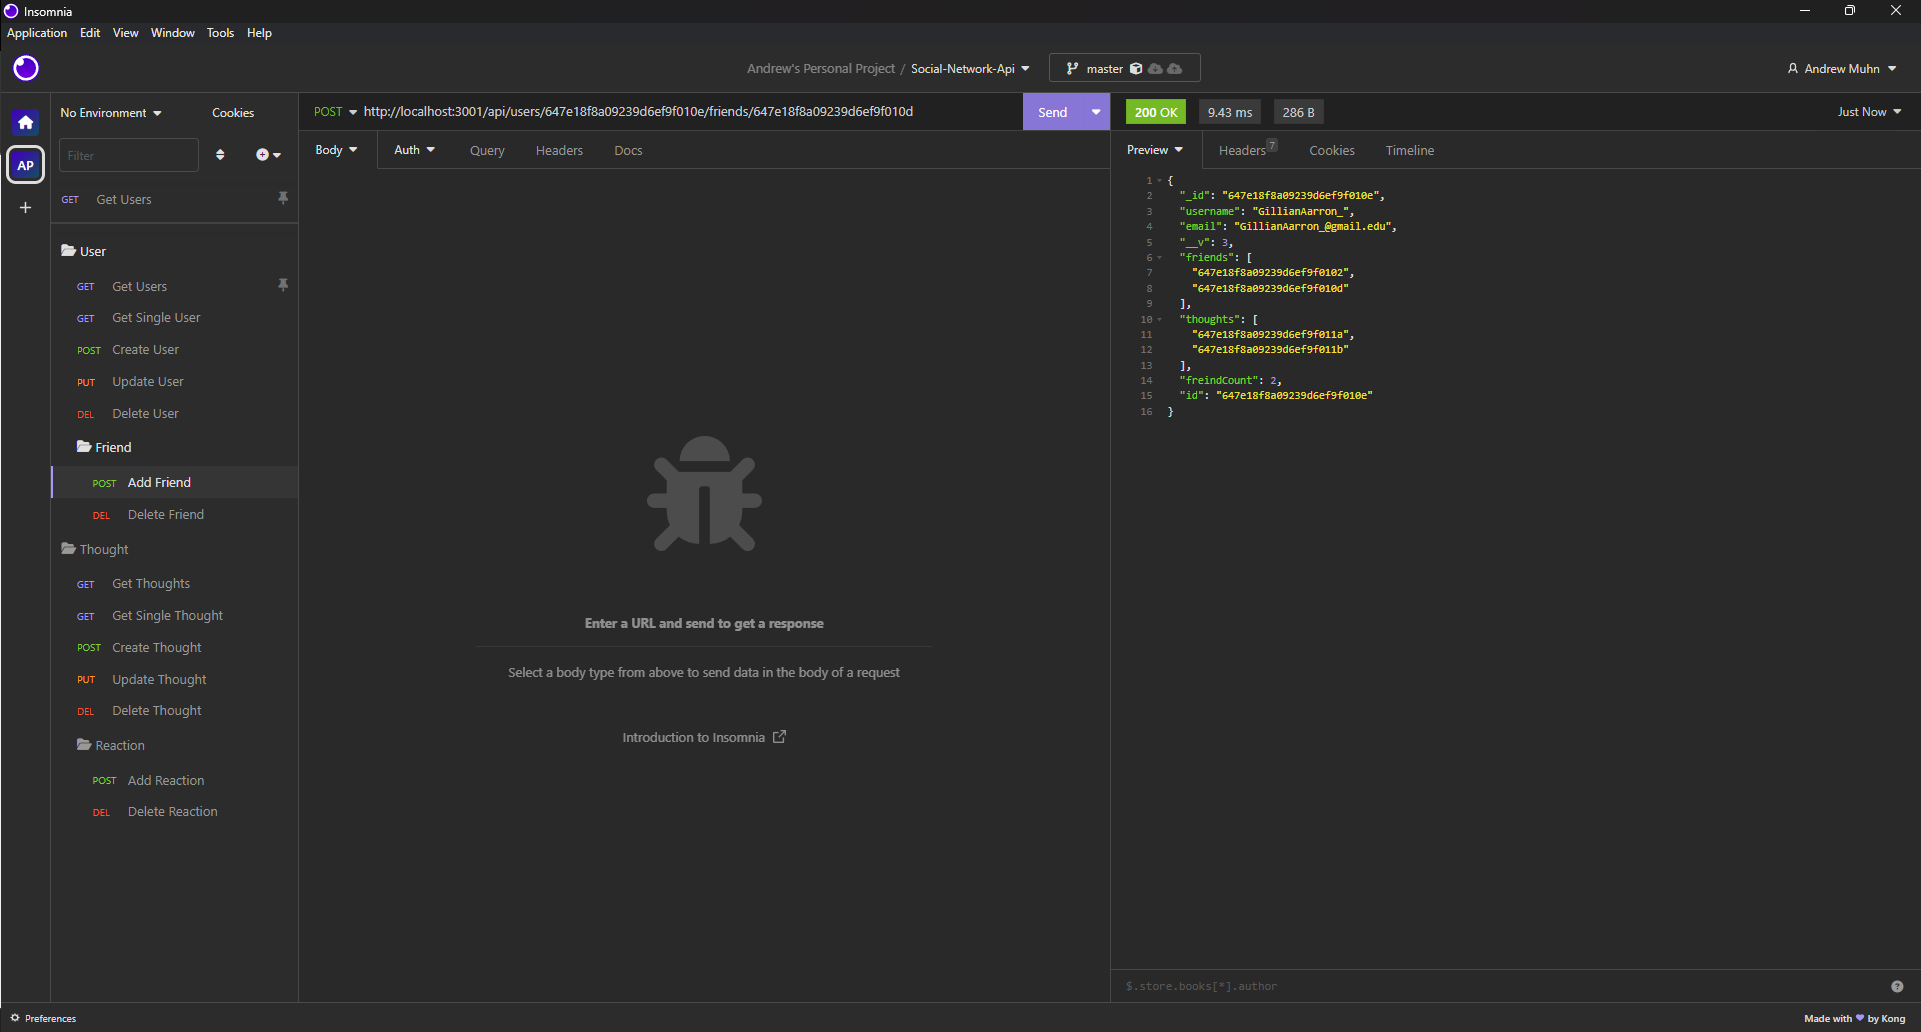 Insomnia
Application Edit View Window Tools Help
Andrew's Personal Project / Social-Network-Api
master
Andrew Muhn
AP
No Environment
Cookies
Filter
GET Get Users
User
GET Get Users
GET Get Single User
POST Create User
PUT Update User
DEL Delete User
Friend
POST Add Friend
DEL Delete Friend
Thought
GET Get Thoughts
GET Get Single Thought
POST Create Thought
PUT Update Thought
DEL Delete Thought
Reaction
POST Add Reaction
DEL Delete Reaction
POST http://localhost:3001/api/users/647e18f8a09239d6ef9f010e/friends/647e18f8a09239d6ef9f010d
Send
Body Auth Query Headers Docs
Enter a URL and send to get a response
Select a body type from above to send data in the body of a request
Introduction to Insomnia
200 OK 9.43 ms 286 B
Just Now
Preview Headers 7 Cookies Timeline
1 {
2 "_id": "647e18f8a09239d6ef9f010e",
3 "username": "GillianAarron_",
4 "email": "GillianAarron_@gmail.edu",
5 "__v": 3,
6 "friends": [
7 "647e18f8a09239d6ef9f0102",
8 "647e18f8a09239d6ef9f010d"
9 ],
10 "thoughts": [
11 "647e18f8a09239d6ef9f011a",
12 "647e18f8a09239d6ef9f011b"
13 ],
14 "freindCount": 2,
15 "id": "647e18f8a09239d6ef9f010e"
16 }
$.store.books[*].author
Preferences
Made with ♥ by Kong